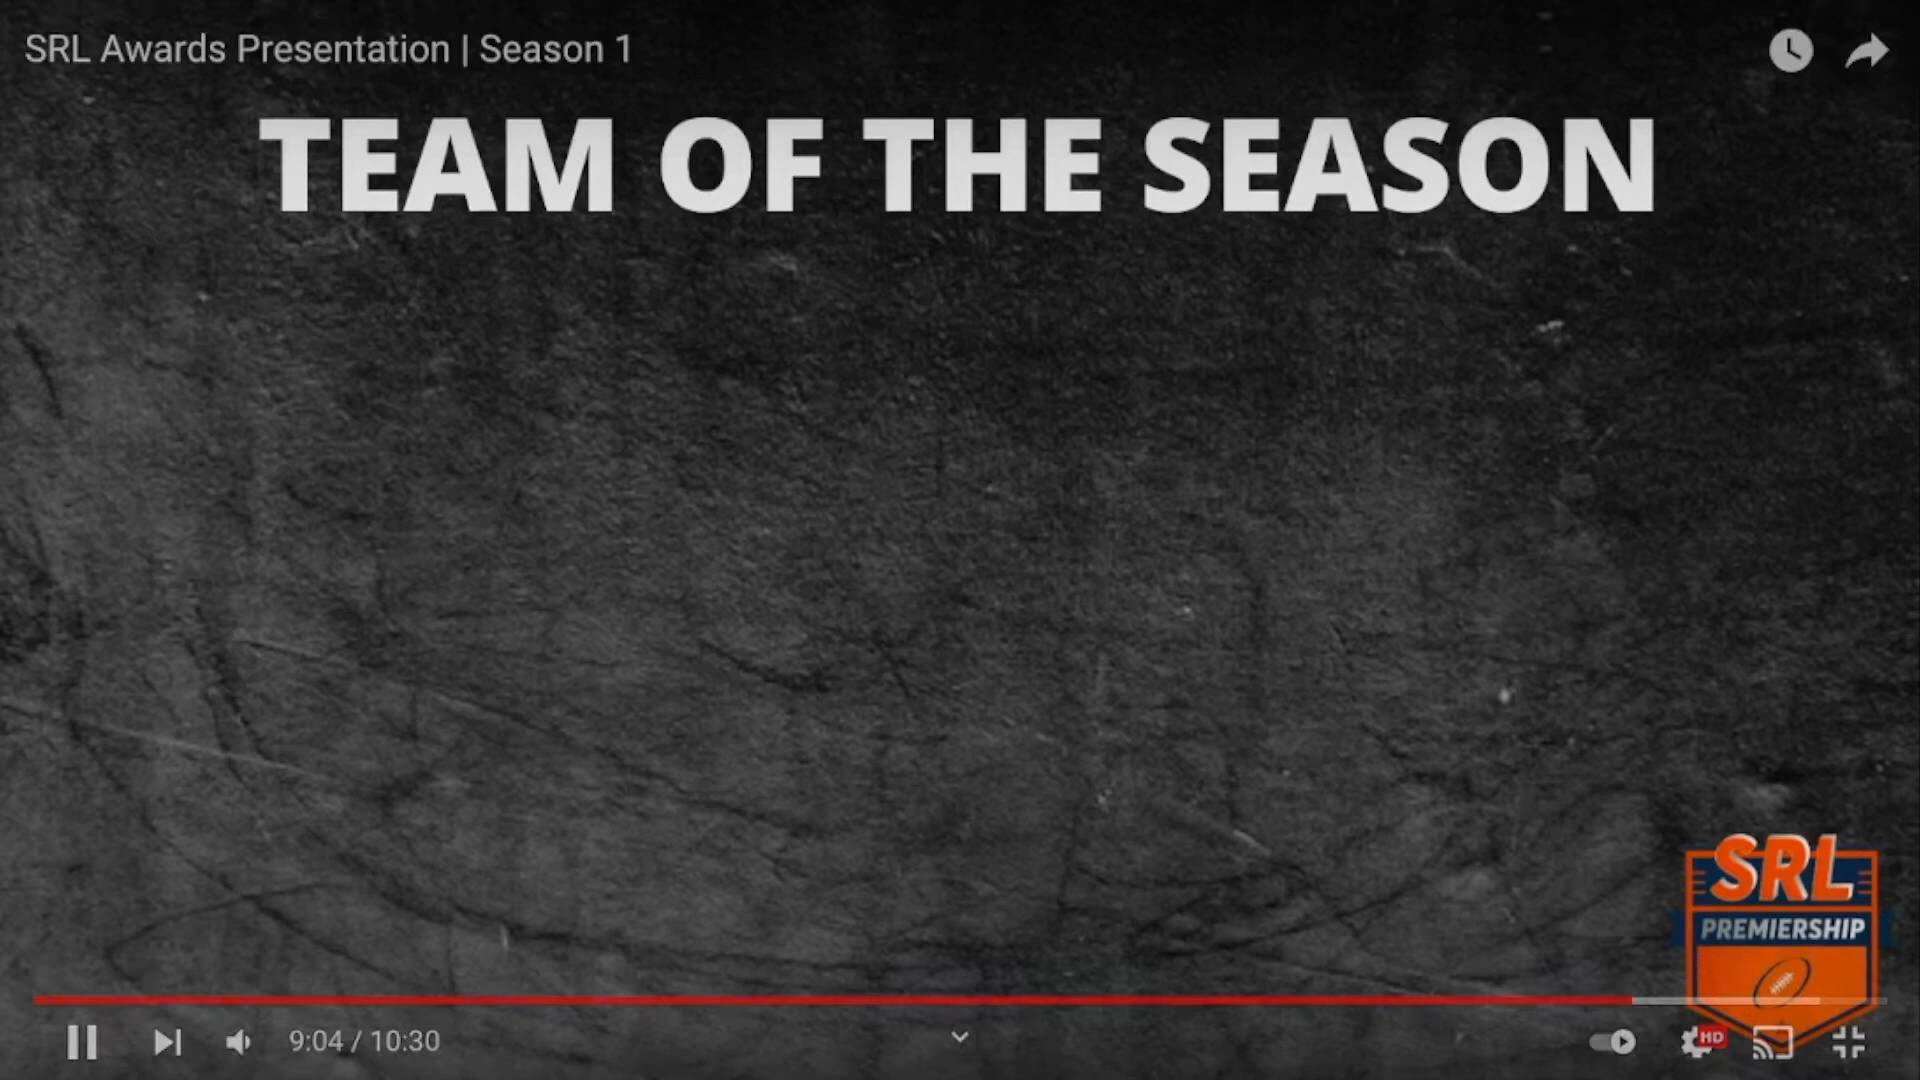 SRL Awards Presentation | Season 1
TEAM OF THE SEASON
SRL
PREMIERSHIP
9:04 / 10:30
HD